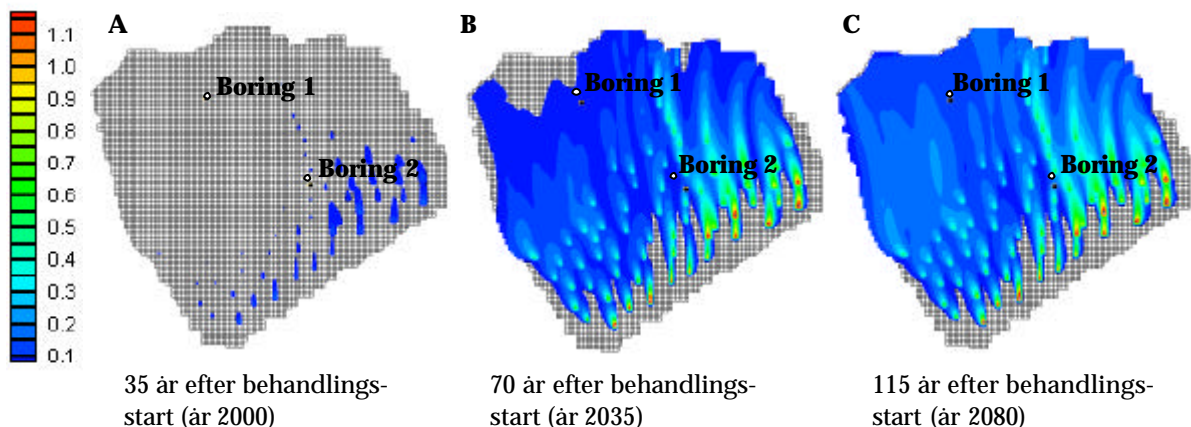 A
B
C
1.1
1.0
0.9
0.8
0.7
0.6
0.5
0.4
0.3
0.2
0.1
Boring 1
Boring 2
Boring 1
Boring 2
Boring 1
Boring 2
35 år efter behandlings-
start (år 2000)
70 år efter behandlings-
start (år 2035)
115 år efter behandlings-
start (år 2080)